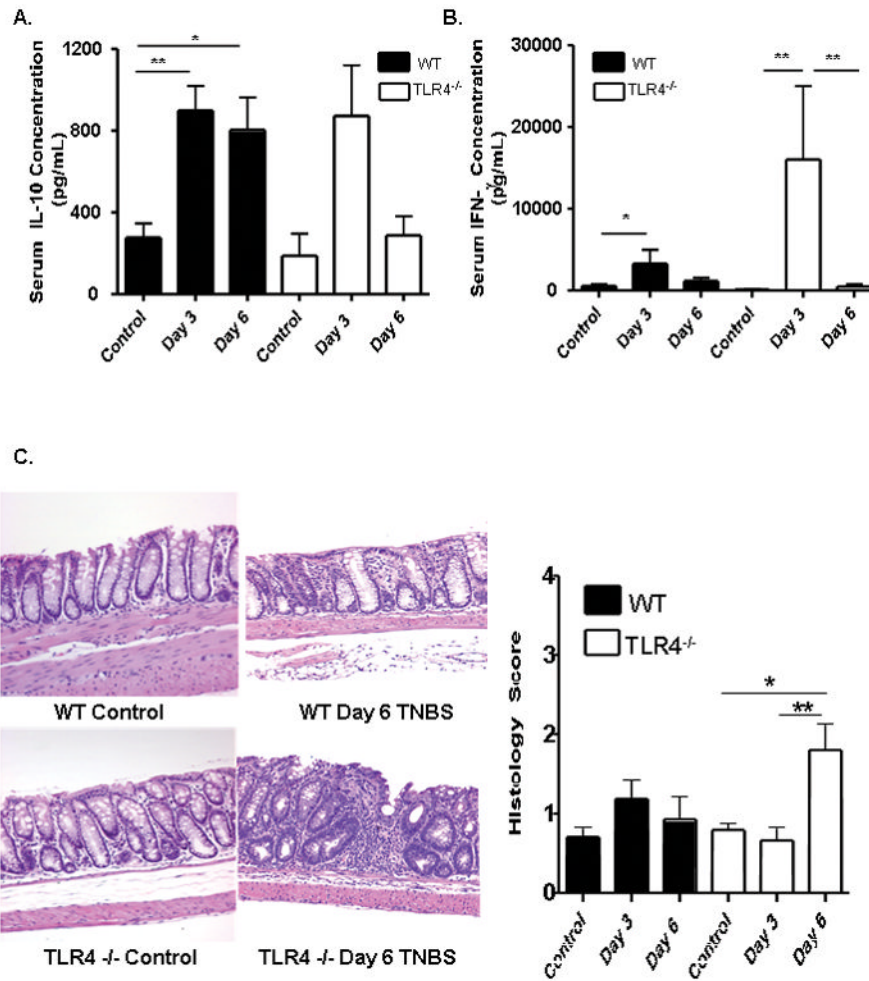 A.
Serum IL-10 Concentration
(pg/mL)
1200
800
400
0
*
**
WT
TLR4-/-
Control
Day 3
Day 6
Control
Day 3
Day 6
B.
Serum IFN-γ Concentration
(pg/mL)
30000
20000
10000
0
*
**
**
WT
TLR4-/-
Control
Day 3
Day 6
Control
Day 3
Day 6
C.
WT Control
WT Day 6 TNBS
TLR4 -/- Control
TLR4 -/- Day 6 TNBS
Histology Score
4
3
2
1
0
WT
TLR4-/-
*
**
Control
Day 3
Day 6
Control
Day 3
Day 6